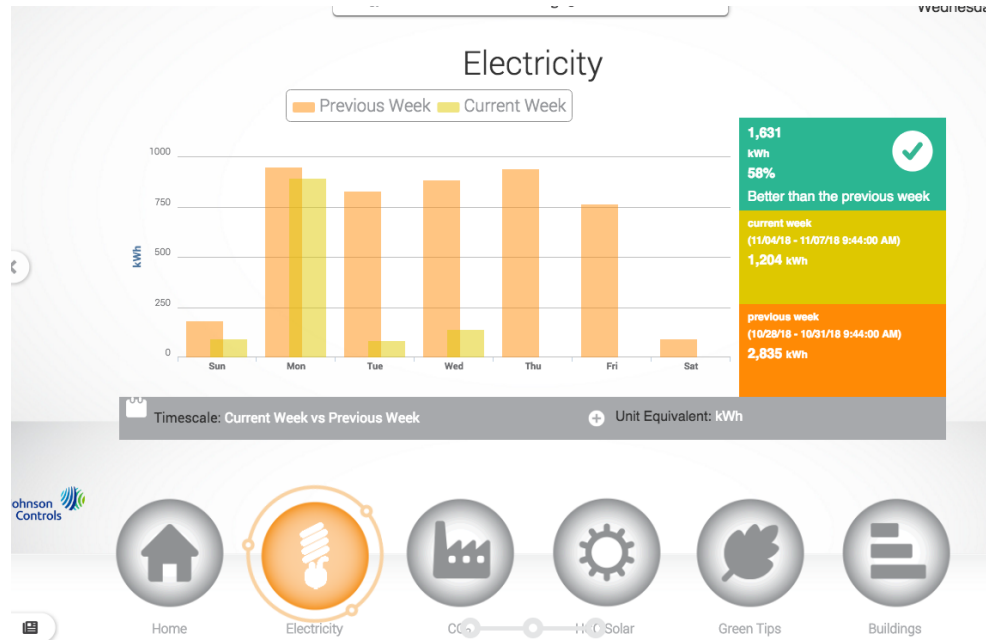 Wednesda
Electricity
Previous Week Current Week
1000
750
500
250
0
kWh
Sun Mon Tue Wed Thu Fri Sat
1,631
kWh
58%
Better than the previous week
current week
(11/04/18 - 11/07/18 9:44:00 AM)
1,204 kWh
previous week
(10/28/18 - 10/31/18 9:44:00 AM)
2,835 kWh
Timescale: Current Week vs Previous Week
Unit Equivalent: kWh
ohnson
Controls
Home Electricity Solar Green Tips Buildings